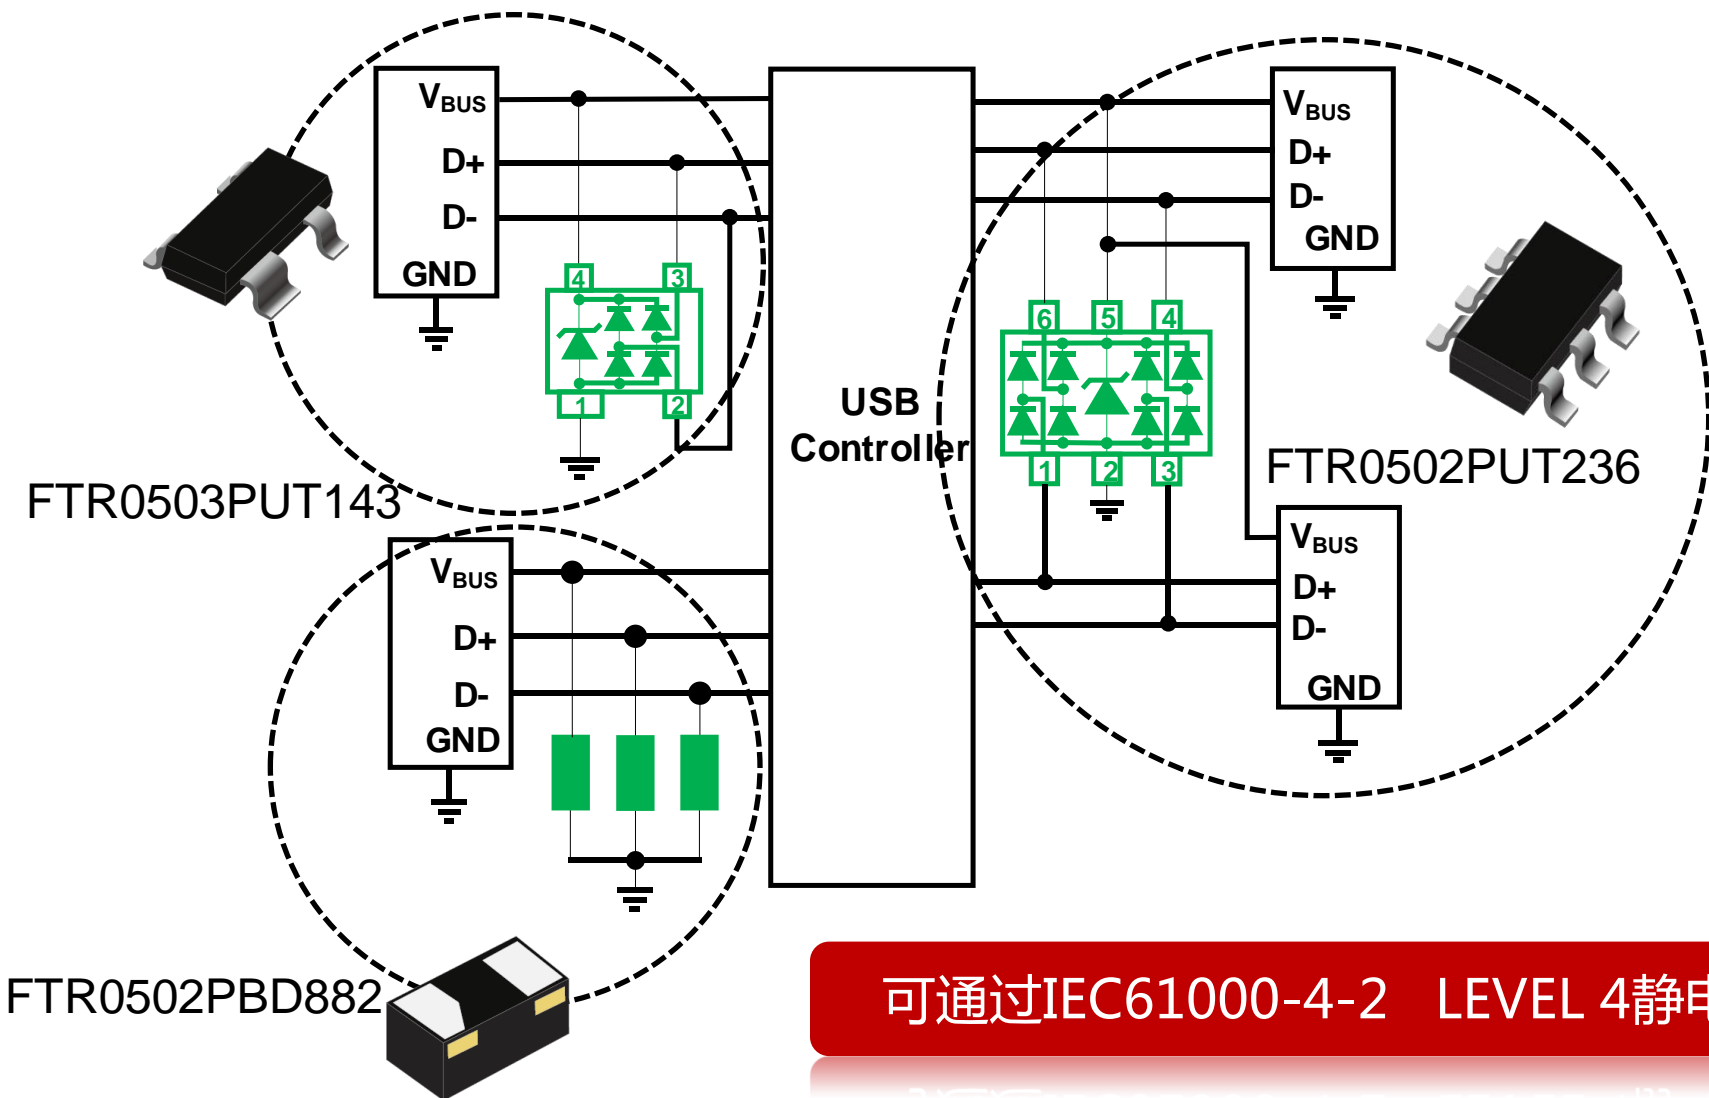 VBUS
D+
D-
GND
4
3
1
2
FTR0503PUT143
VBUS
D+
D-
GND
FTR0502PBD882
USB
Controller
VBUS
D+
D-
GND
6
5
4
1
2
3
FTR0502PUT236
VBUS
D+
D-
GND
可通过IEC61000-4-2 LEVEL 4静